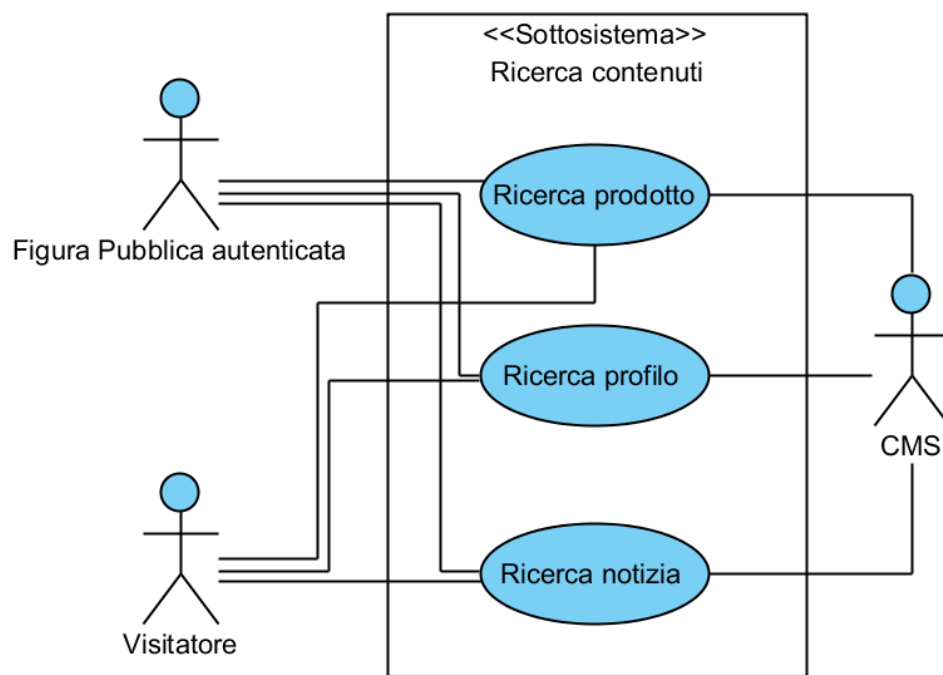 <<Sottosistema>>
Ricerca contenuti
Ricerca prodotto
Figura Pubblica autenticata
Ricerca profilo
CMS
Ricerca notizia
Visitatore